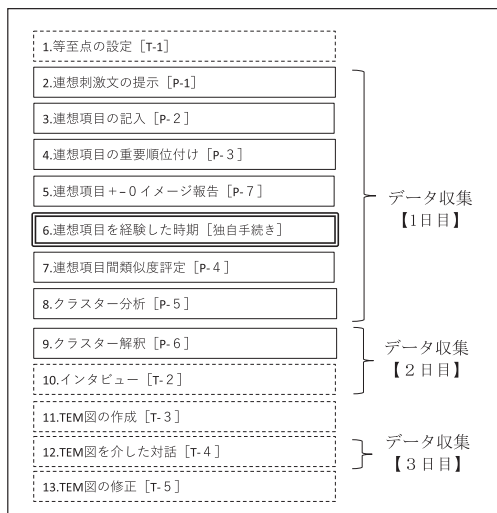 1.等至点の設定［T-1］
2.連想刺激文の提示［P-1］
3.連想項目の記入［P-２］
4.連想項目の重要順位付け［P-３］
5.連想項目＋−０イメージ報告［P-７］
6.連想項目を経験した時期［独自手続き］
7.連想項目間類似度評定［P-４］
8.クラスター分析［P-５］
データ収集
【1日目】
9.クラスター解釈［P-６］
10.インタビュー［T-２］
データ収集
【２日目】
11.TEM図の作成［T-３］
12.TEM図を介した対話［T-４］
13.TEM図の修正［T-５］
データ収集
【３日目】